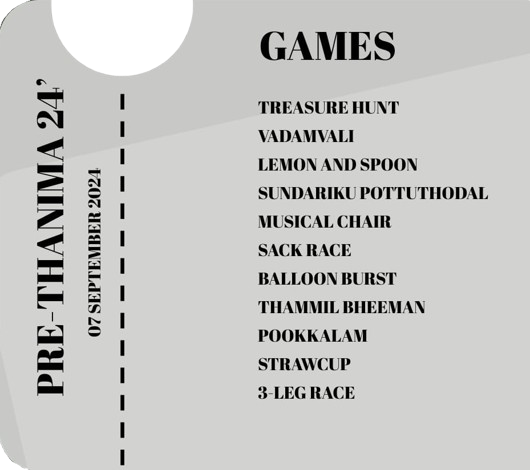 PRE-THANIMA 24’
07 SEPTEMBER 2024
GAMES
TREASURE HUNT
VADAMVALI
LEMON AND SPOON
SUNDARIKU POTTUTHODAL
MUSICAL CHAIR
SACK RACE
BALLOON BURST
THAMMIL BHEEMAN
POOKKALAM
STRAWCUP
3-LEG RACE